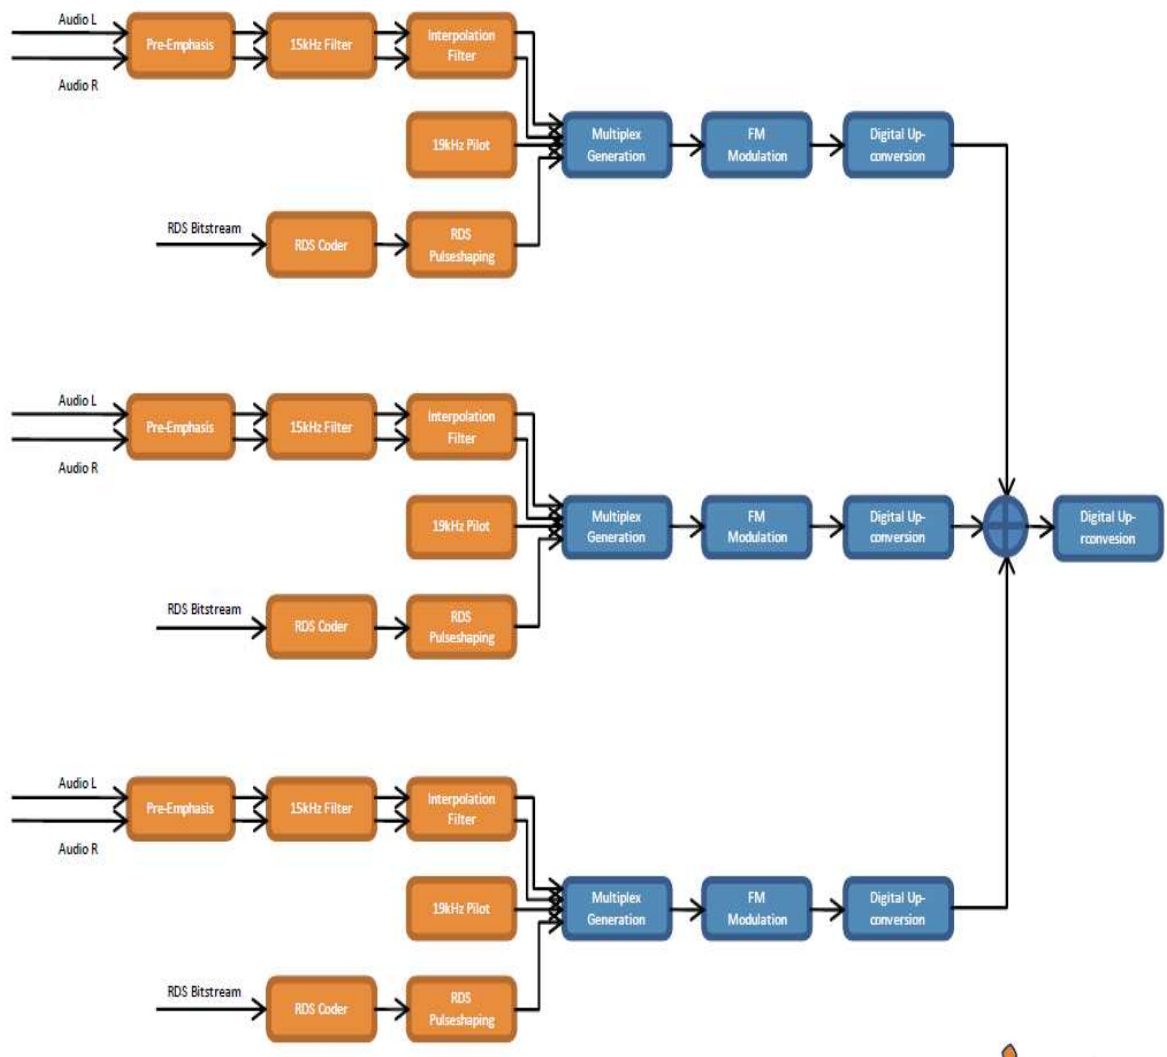 Audio L
Pre-Emphasis
15kHz Filter
Interpolation
Filter
Audio R
19kHz Pilot
Multiplex
Generation
FM
Modulation
Digital Up-
conversion
RDS Bitstream
RDS Coder
RDS
Pulseshaping
Audio L
Pre-Emphasis
15kHz Filter
Interpolation
Filter
Audio R
19kHz Pilot
Multiplex
Generation
FM
Modulation
Digital Up-
conversion
Digital Up-
rconvesion
RDS Bitstream
RDS Coder
RDS
Pulseshaping
Audio L
Pre-Emphasis
15kHz Filter
Interpolation
Filter
Audio R
19kHz Pilot
Multiplex
Generation
FM
Modulation
Digital Up-
conversion
RDS Bitstream
RDS Coder
RDS
Pulseshaping